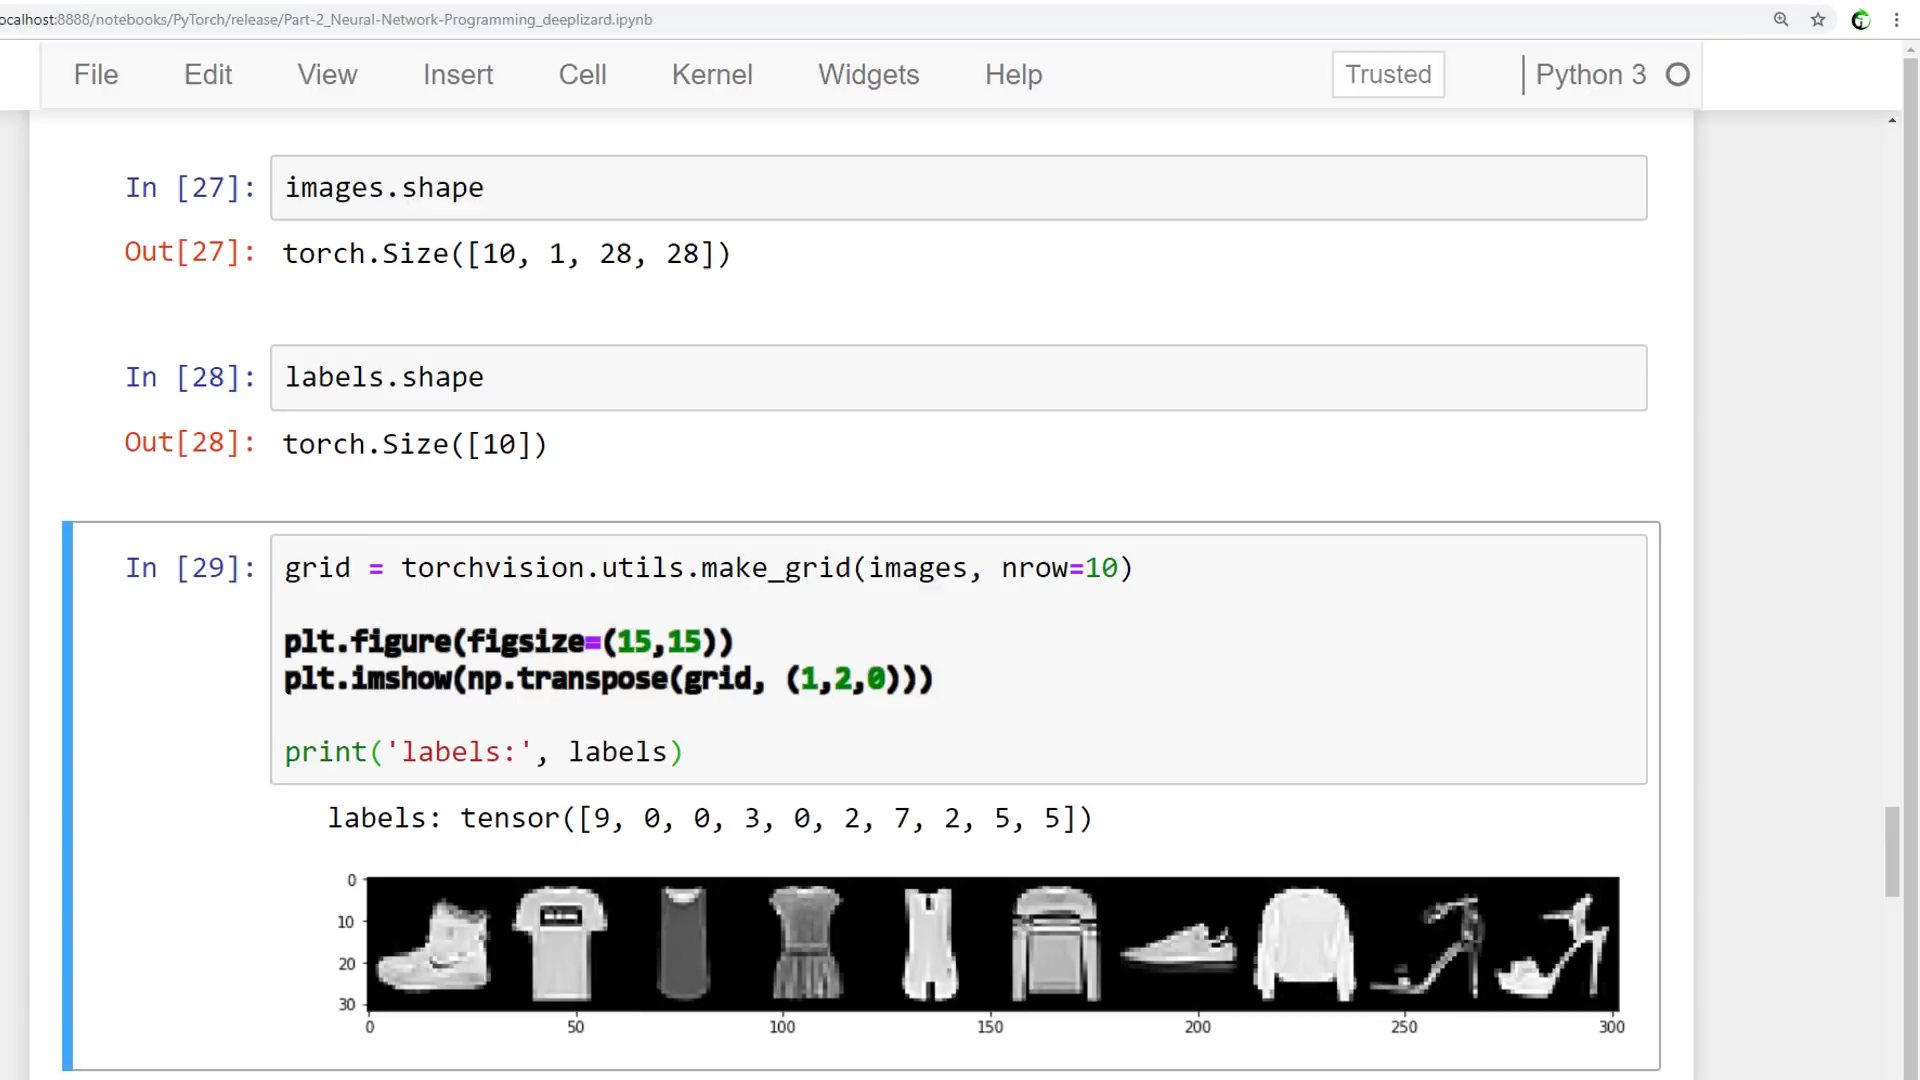 ocalhost:8888/notebooks/PyTorch/release/Part-2_Neural-Network-Programming_deeplizard.ipynb
File Edit View Insert Cell Kernel Widgets Help Trusted Python 3
In [27]: images.shape
Out[27]: torch.Size([10, 1, 28, 28])
In [28]: labels.shape
Out[28]: torch.Size([10])
In [29]: grid = torchvision.utils.make_grid(images, nrow=10)
plt.figure(figsize=(15,15))
plt.imshow(np.transpose(grid, (1,2,0)))
print('labels:', labels)
labels: tensor([9, 0, 0, 3, 0, 2, 7, 2, 5, 5])
0
10
20
30
0 50 100 150 200 250 300